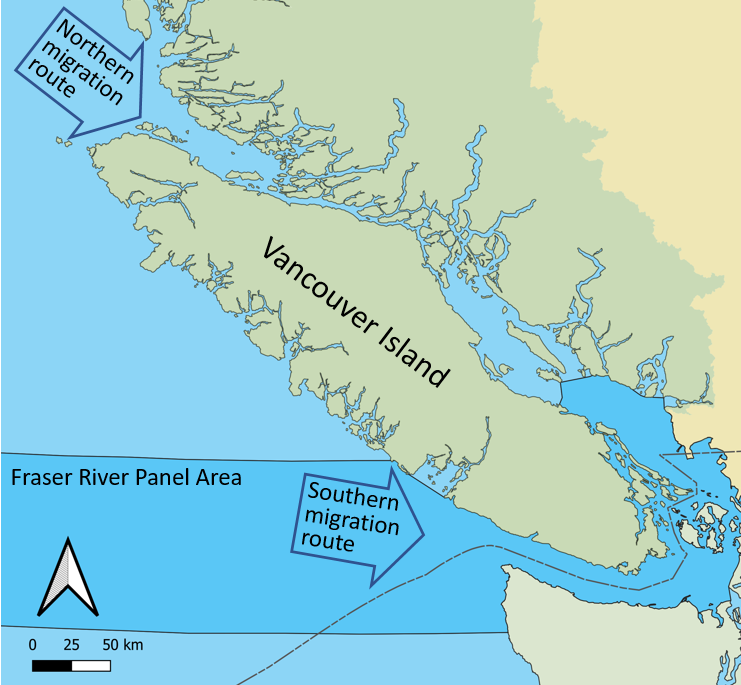 Northern
migration
route
Vancouver Island
Fraser River Panel Area
Southern
migration
route
0 25 50 km